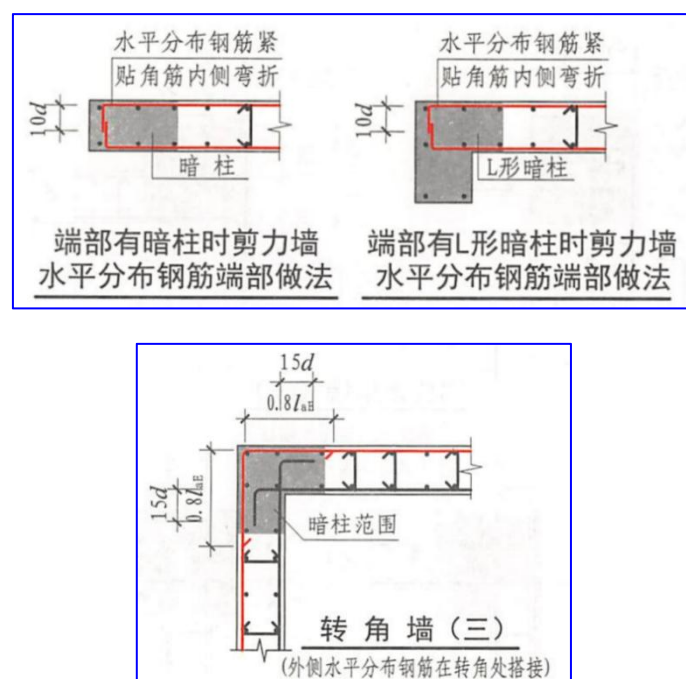 水平分布钢筋紧
贴角筋内侧弯折
10d
暗 柱
端部有暗柱时剪力墙
水平分布钢筋端部做法
水平分布钢筋紧
贴角筋内侧弯折
10d
L形暗柱
端部有L形暗柱时剪力墙
水平分布钢筋端部做法
15d
0.8laE
15d
0.8laE
暗柱范围
转 角 墙（三）
(外侧水平分布钢筋在转角处搭接)